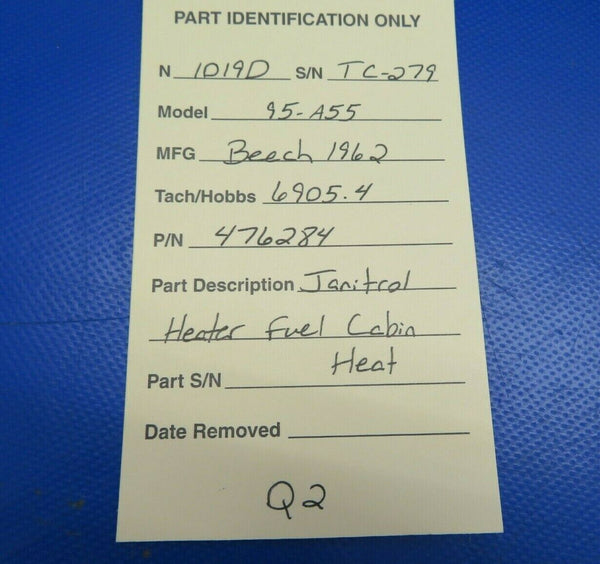 PART IDENTIFICATION ONLY
N 1019D S/N TC-279
Model 95-A55
MFG Beech 1962
Tach/Hobbs 6905.4
P/N 476284
Part Description Janitrol
Heater Fuel Cabin
Heat
Part S/N
Date Removed
Q2